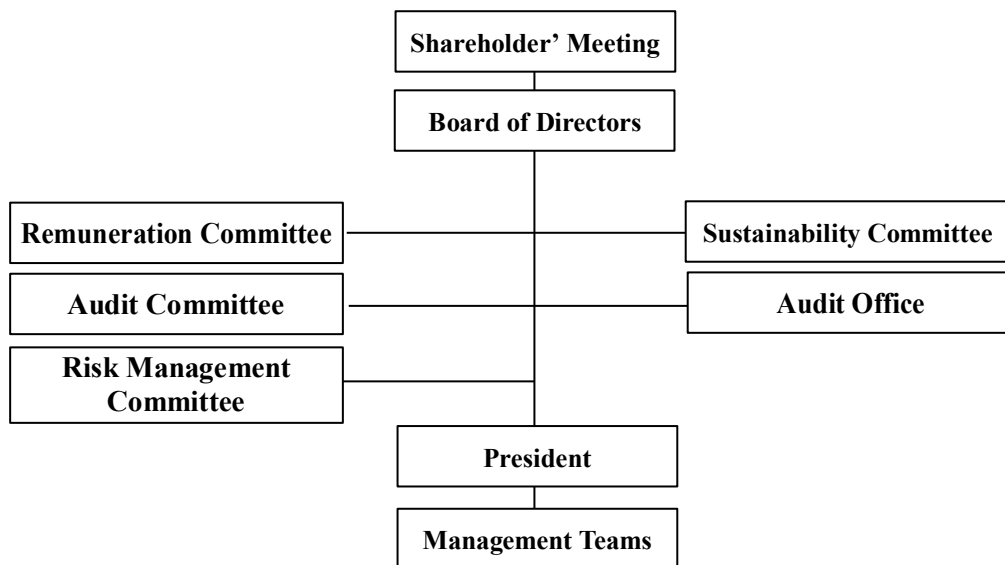 Shareholder’ Meeting
Board of Directors
Remuneration Committee
Sustainability Committee
Audit Committee
Audit Office
Risk Management
Committee
President
Management Teams